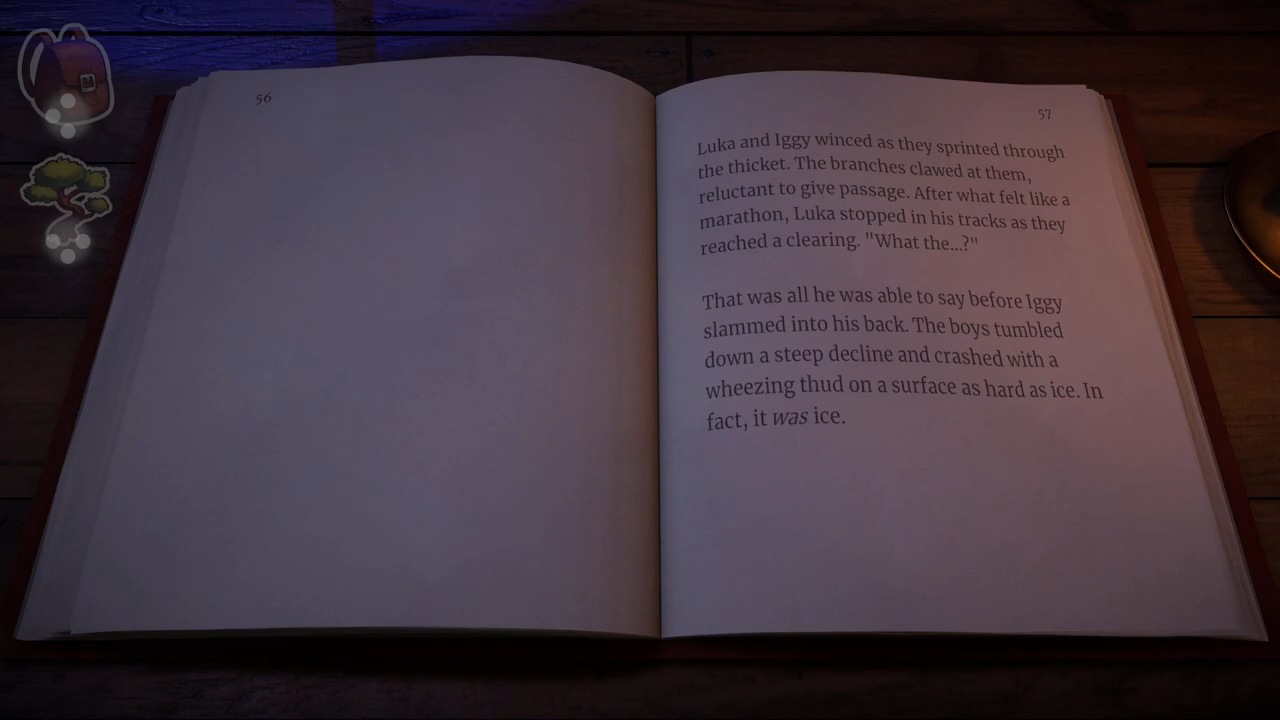 56
57
Luka and Iggy winced as they sprinted through
the thicket. The branches clawed at them,
reluctant to give passage. After what felt like a
marathon, Luka stopped in his tracks as they
reached a clearing. "What the...?"
That was all he was able to say before Iggy
slammed into his back. The boys tumbled
down a steep decline and crashed with a
wheezing thud on a surface as hard as ice. In
fact, it was ice.